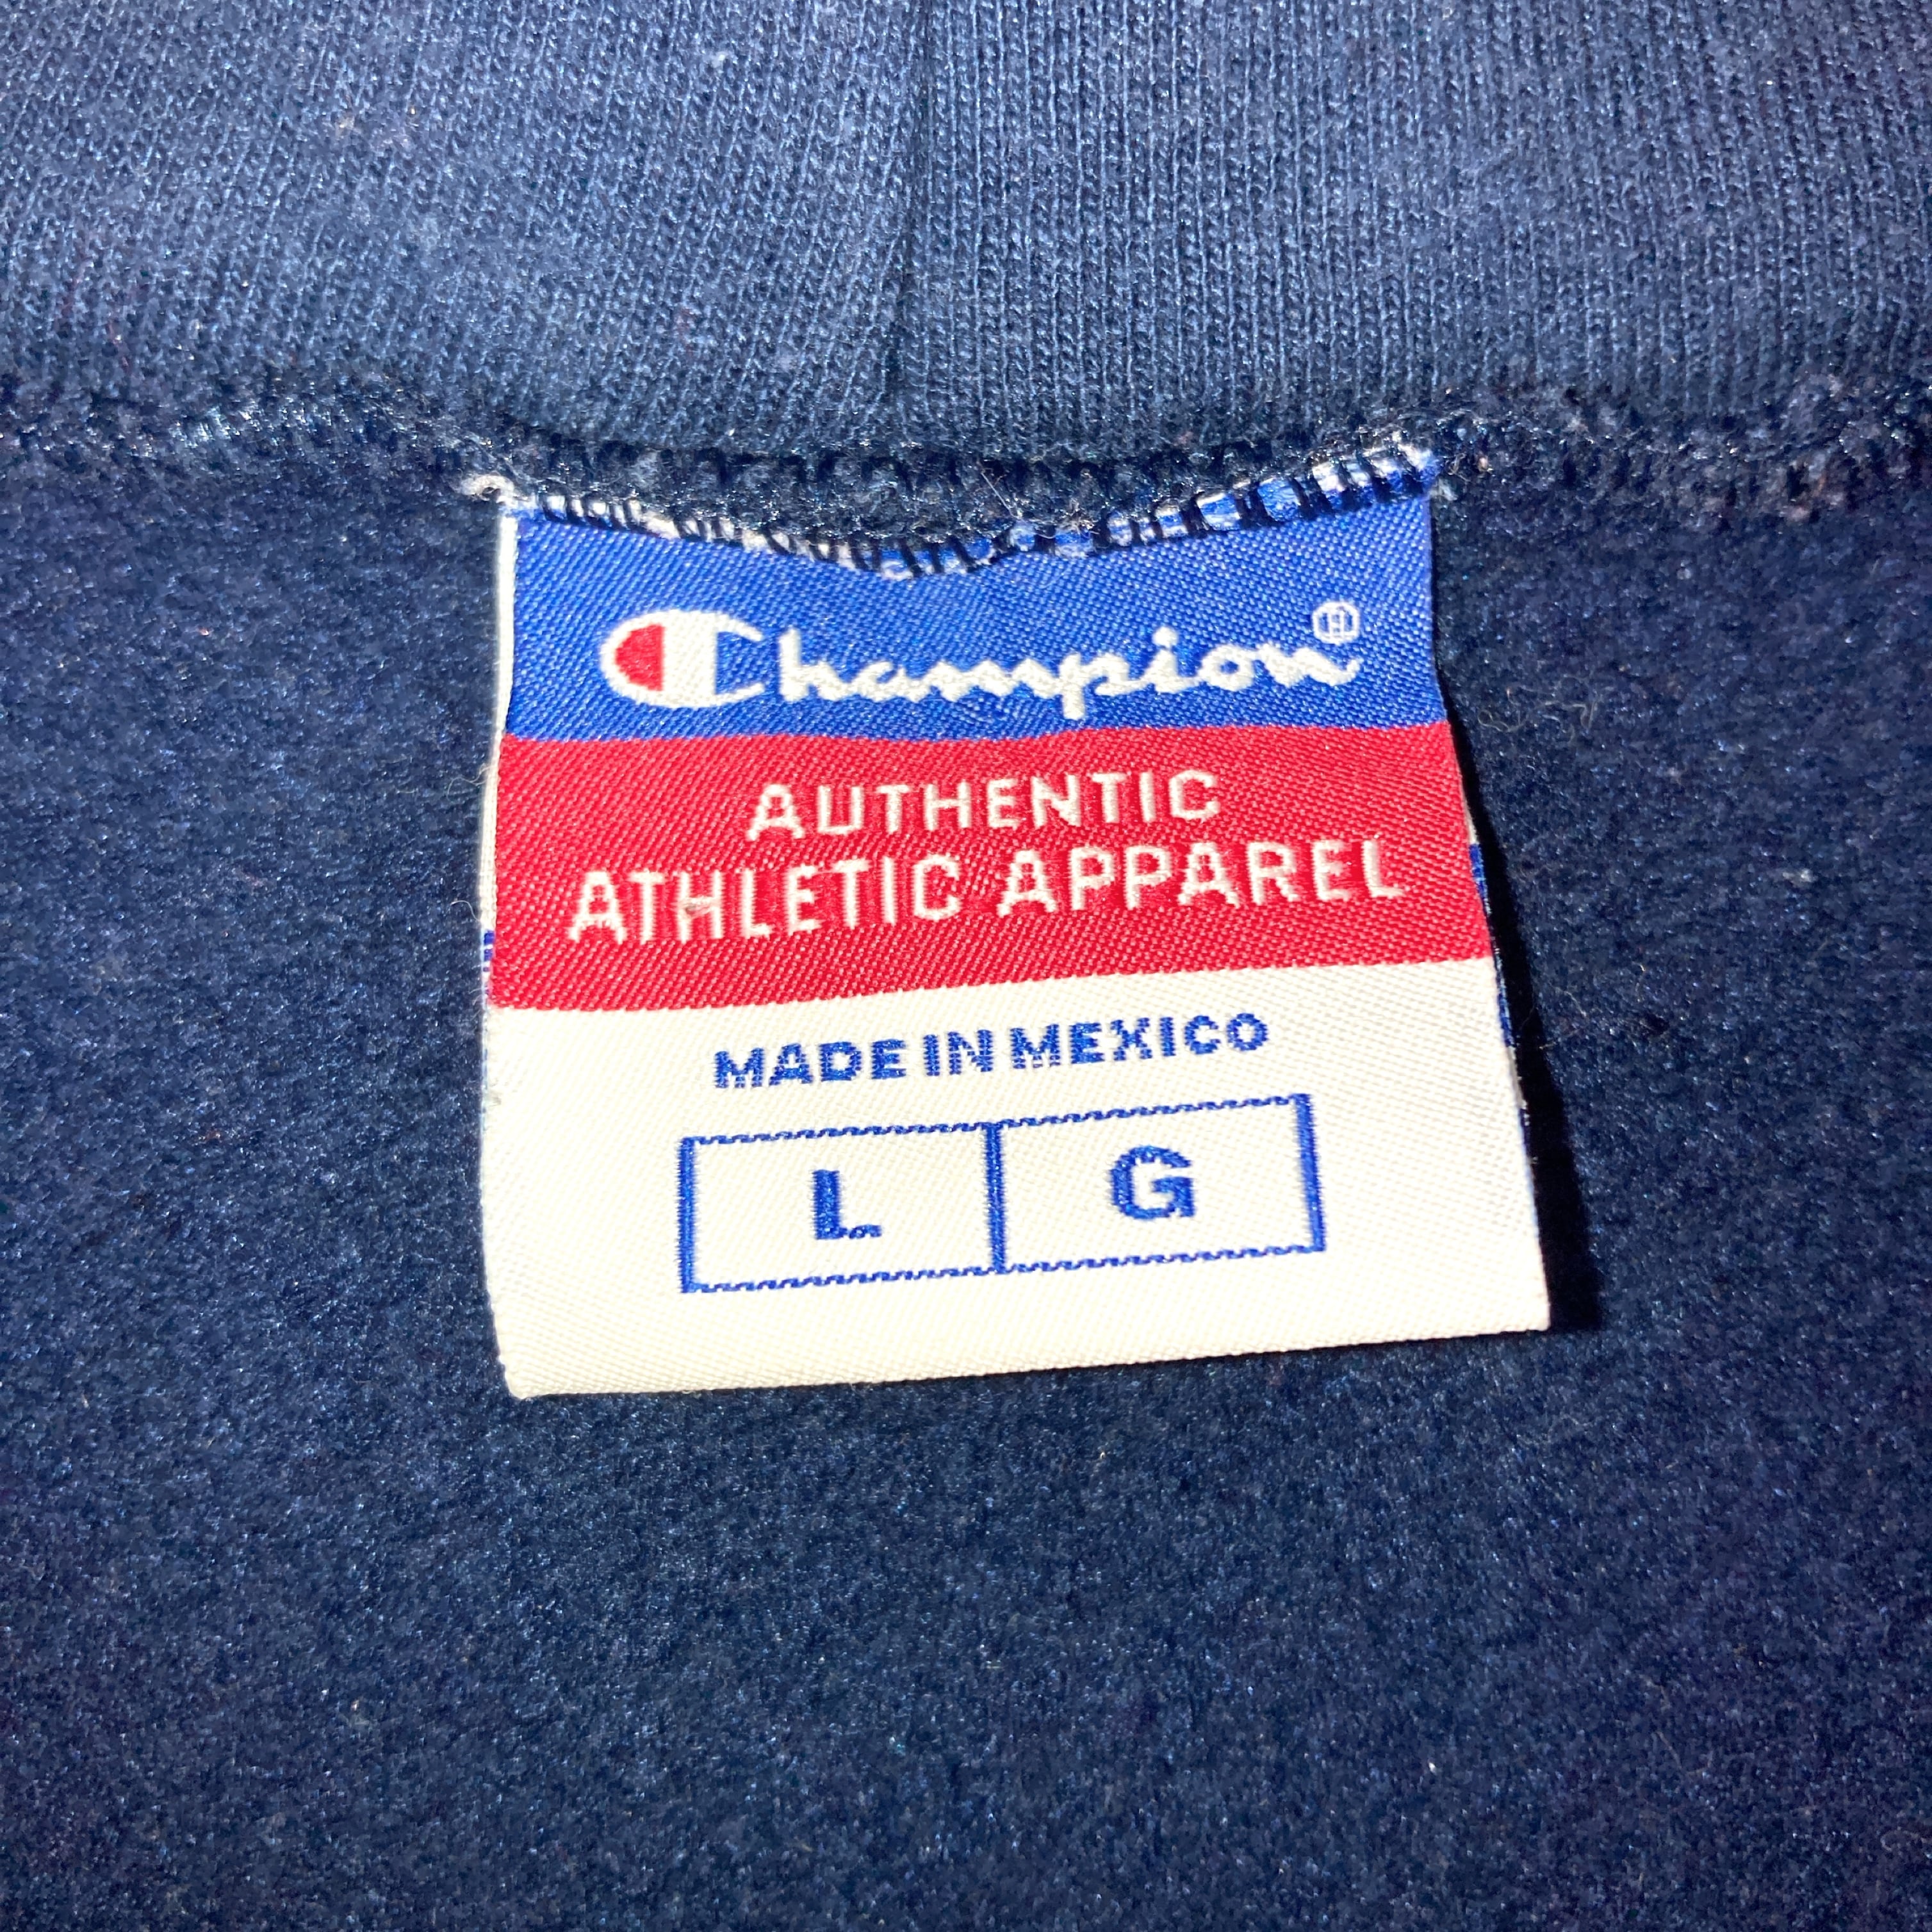 Champion®
AUTHENTIC
ATHLETIC APPAREL
MADE IN MEXICO
L G